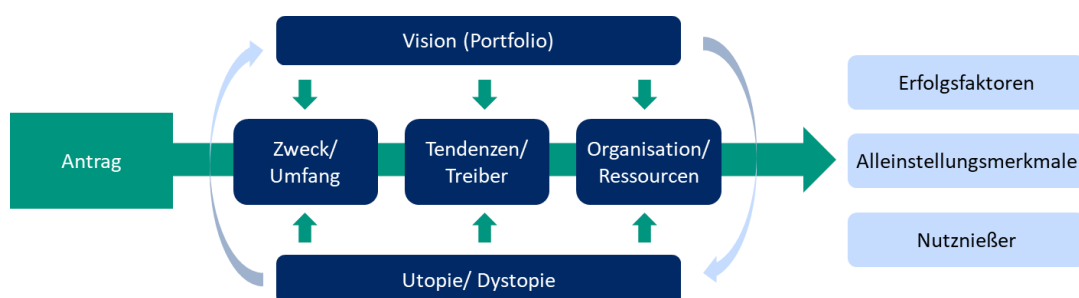 Vision (Portfolio)
Antrag
Zweck/
Umfang
Tendenzen/
Treiber
Organisation/
Ressourcen
Utopie/ Dystopie
Erfolgsfaktoren
Alleinstellungsmerkmale
Nutznießer